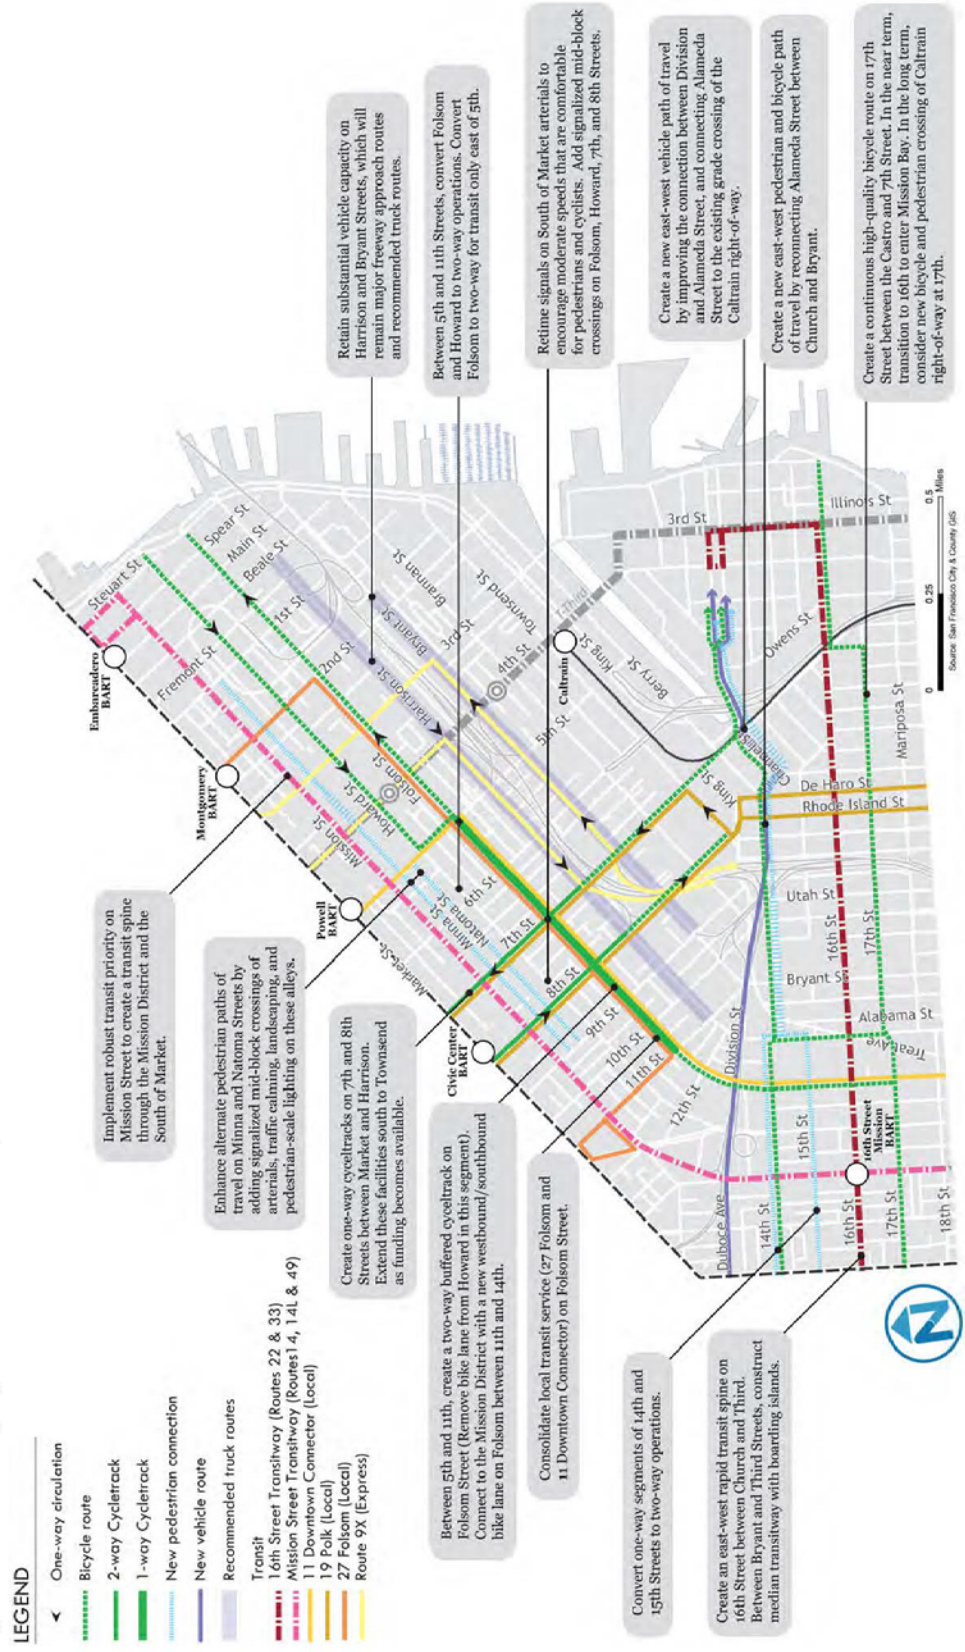 LEGEND
One-way circulation
Bicycle route
2-way Cycletrack
1-way Cycletrack
New pedestrian connection
New vehicle route
Recommended truck routes
Transit
16th Street Transitway (Routes 22 & 33)
Mission Street Transitway (Routes14, 14L & 49)
11 Downtown Connector (Local)
19 Polk (Local)
27 Folsom (Local)
Route 9X (Express)
Implement robust transit priority on
Mission Street to create a transit spine
through the Mission District and the
South of Market.
Enhance alternate pedestrian paths of
travel on Minna and Natoma Streets by
adding signalized mid-block crossings of
arterials, traffic calming, landscaping, and
pedestrian-scale lighting on these alleys.
Create one-way cycletracks on 7th and 8th
Streets between Market and Harrison.
Extend these facilities south to Townsend
as funding becomes available.
Between 5th and 11th, create a two-way buffered cycletrack on
Folsom Street (Remove bike lane from Howard in this segment).
Connect to the Mission District with a new westbound/southbound
bike lane on Folsom between 11th and 14th.
Consolidate local transit service (27 Folsom and
11 Downtown Connector) on Folsom Street.
Convert one-way segments of 14th and
15th Streets to two-way operations.
Create an east-west rapid transit spine on
16th Street between Church and Third.
Between Bryant and Third Streets, construct
median transitway with boarding islands.
Retain substantial vehicle capacity on
Harrison and Bryant Streets, which will
remain major freeway approach routes
and recommended truck routes.
Between 5th and 11th Streets, convert Folsom
and Howard to two-way operations. Convert
Folsom to two-way for transit only east of 5th.
Retime signals on South of Market arterials to
encourage moderate speeds that are comfortable
for pedestrians and cyclists. Add signalized mid-block
crossings on Folsom, Howard, 7th, and 8th Streets.
Create a new east-west vehicle path of travel
by improving the connection between Division
and Alameda Street, and connecting Alameda
Street to the existing grade crossing of the
Caltrain right-of-way.
Create a new east-west pedestrian and bicycle path
of travel by reconnecting Alameda Street between
Church and Bryant.
Create a continuous high-quality bicycle route on 17th
Street between the Castro and 7th Street. In the near term,
transition to 16th to enter Mission Bay. In the long term,
consider new bicycle and pedestrian crossing of Caltrain
right-of-way at 17th.
Embarcadero
BART
Montgomery
BART
Powell
BART
Civic Center
BART
16th Street
Mission
BART
Caltrain
Steuart St
Spear St
Main St
Beale St
Fremont St
1st St
2nd St
3rd St
4th St
5th St
6th St
7th St
8th St
9th St
10th St
11th St
12th St
Market St
Mission St
Minna St
Natoma St
Howard St
Folsom St
Harrison St
Bryant St
Brannan St
Townsend St
T-Third
King St
Berry St
King St
Channel St
Owens St
3rd St
Illinois St
Mariposa St
De Haro St
Rhode Island St
Utah St
16th St
17th St
Bryant St
Alabama St
Treat Ave
Division St
Duboce Ave
14th St
15th St
16th St
17th St
18th St
N
0
0.25
0.5
Miles
Source: San Francisco City & County GIS